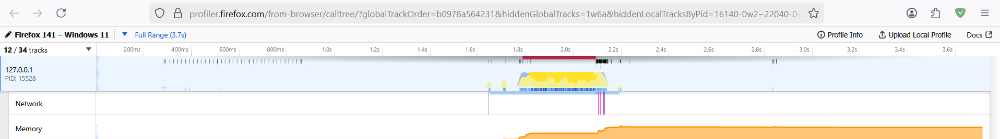 profiler.firefox.com/from-browser/calltree/?globalTrackOrder=b0978a564231&hiddenGlobalTracks=1w6a&hiddenLocalTracksByPid=16140-0w2~22040-0~
Firefox 141 – Windows 11 Full Range (3.7s) Profile Info Upload Local Profile Docs
12 / 34 tracks 200ms 400ms 600ms 800ms 1.0s 1.2s 1.4s 1.6s 1.8s 2.0s 2.2s 2.4s 2.6s 2.8s 3.0s 3.2s 3.4s 3.6s
127.0.0.1
PID: 15528
Network
Memory